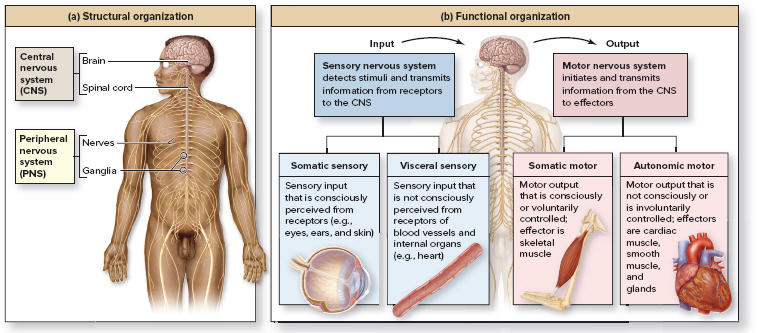 (a) Structural organization
Central
nervous
system
(CNS)
Brain
Spinal cord
Peripheral
nervous
system
(PNS)
Nerves
Ganglia
(b) Functional organization
Input
Output
Sensory nervous system
detects stimuli and transmits
information from receptors
to the CNS
Motor nervous system
initiates and transmits
information from the CNS
to effectors
Somatic sensory
Sensory input
that is consciously
perceived from
receptors (e.g.,
eyes, ears, and skin)
Visceral sensory
Sensory input that
is not consciously
perceived from
receptors of
blood vessels and
internal organs
(e.g., heart)
Somatic motor
Motor output
that is consciously
or voluntarily
controlled;
effector is
skeletal
muscle
Autonomic motor
Motor output that is
not consciously or
is involuntarily
controlled; effectors
are cardiac
muscle,
smooth
muscle,
and
glands